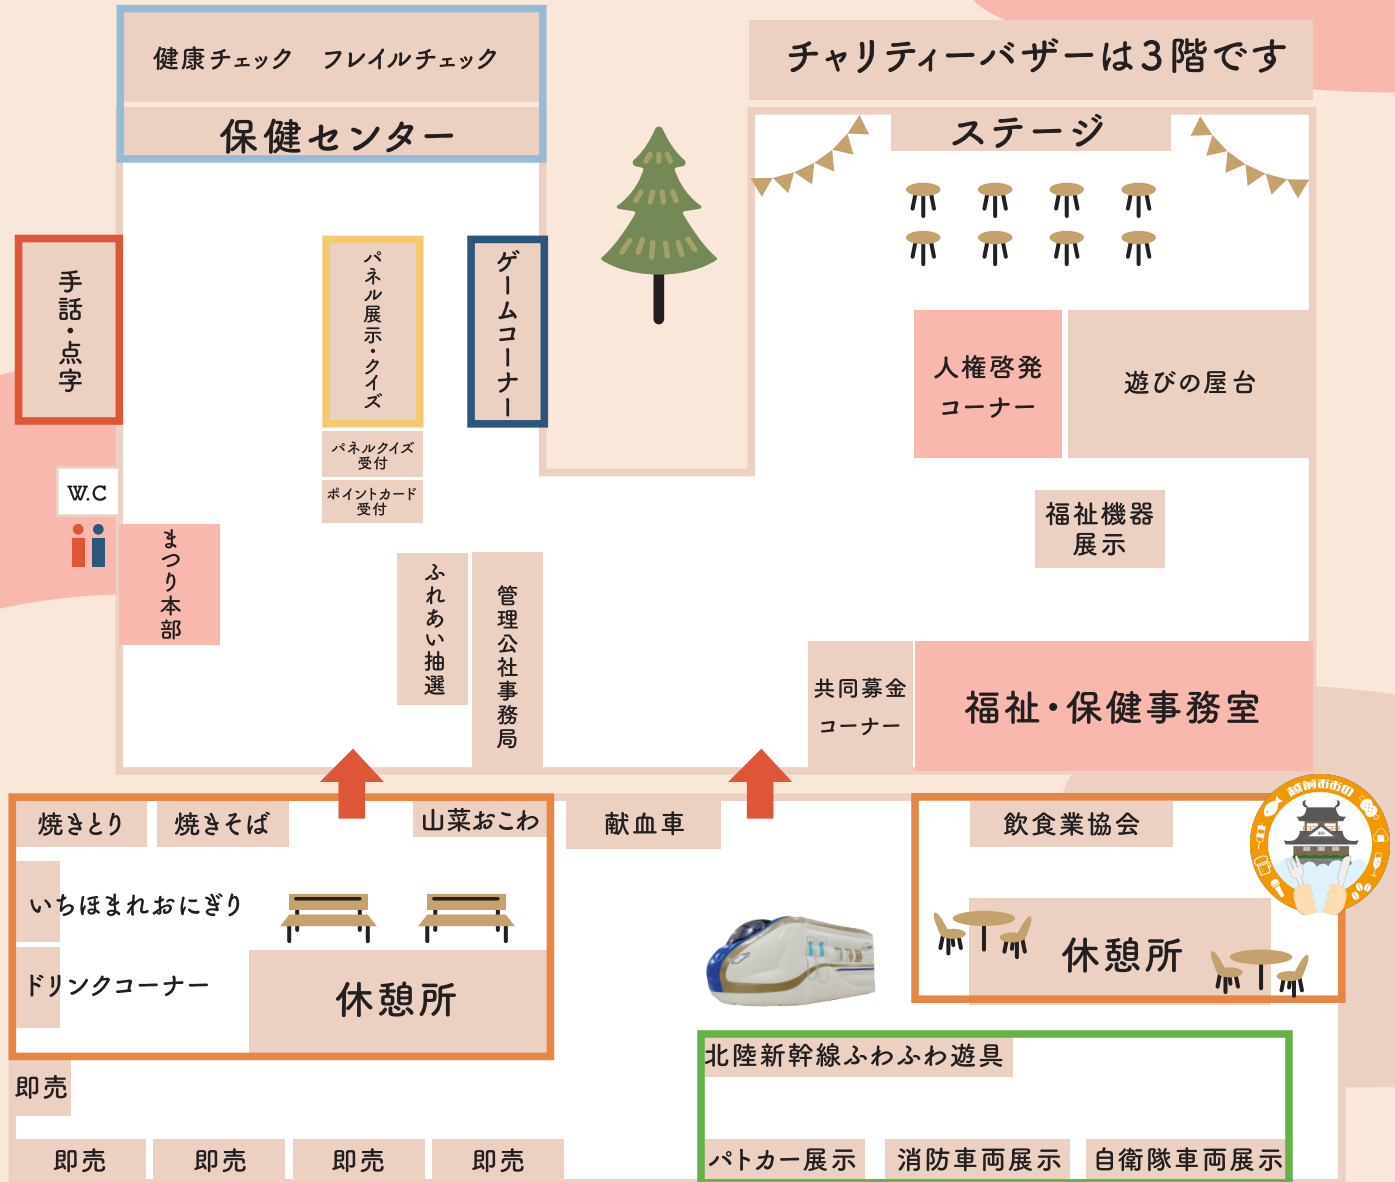 健康チェック　フレイルチェック
保健センター
チャリティーバザーは３階です
ステージ
手話・点字
パネル展示・クイズ
ゲームコーナー
パネルクイズ
受付
ポイントカード
受付
W.C
まつり本部
ふれあい抽選
管理公社事務局
人権啓発
コーナー
遊びの屋台
福祉機器
展示
共同募金
コーナー
福祉・保健事務室
焼きとり
焼きそば
山菜おこわ
献血車
飲食業協会
越前おおの
いちほまれおにぎり
ドリンクコーナー
休憩所
休憩所
北陸新幹線ふわふわ遊具
即売
即売
即売
即売
即売
パトカー展示
消防車両展示
自衛隊車両展示